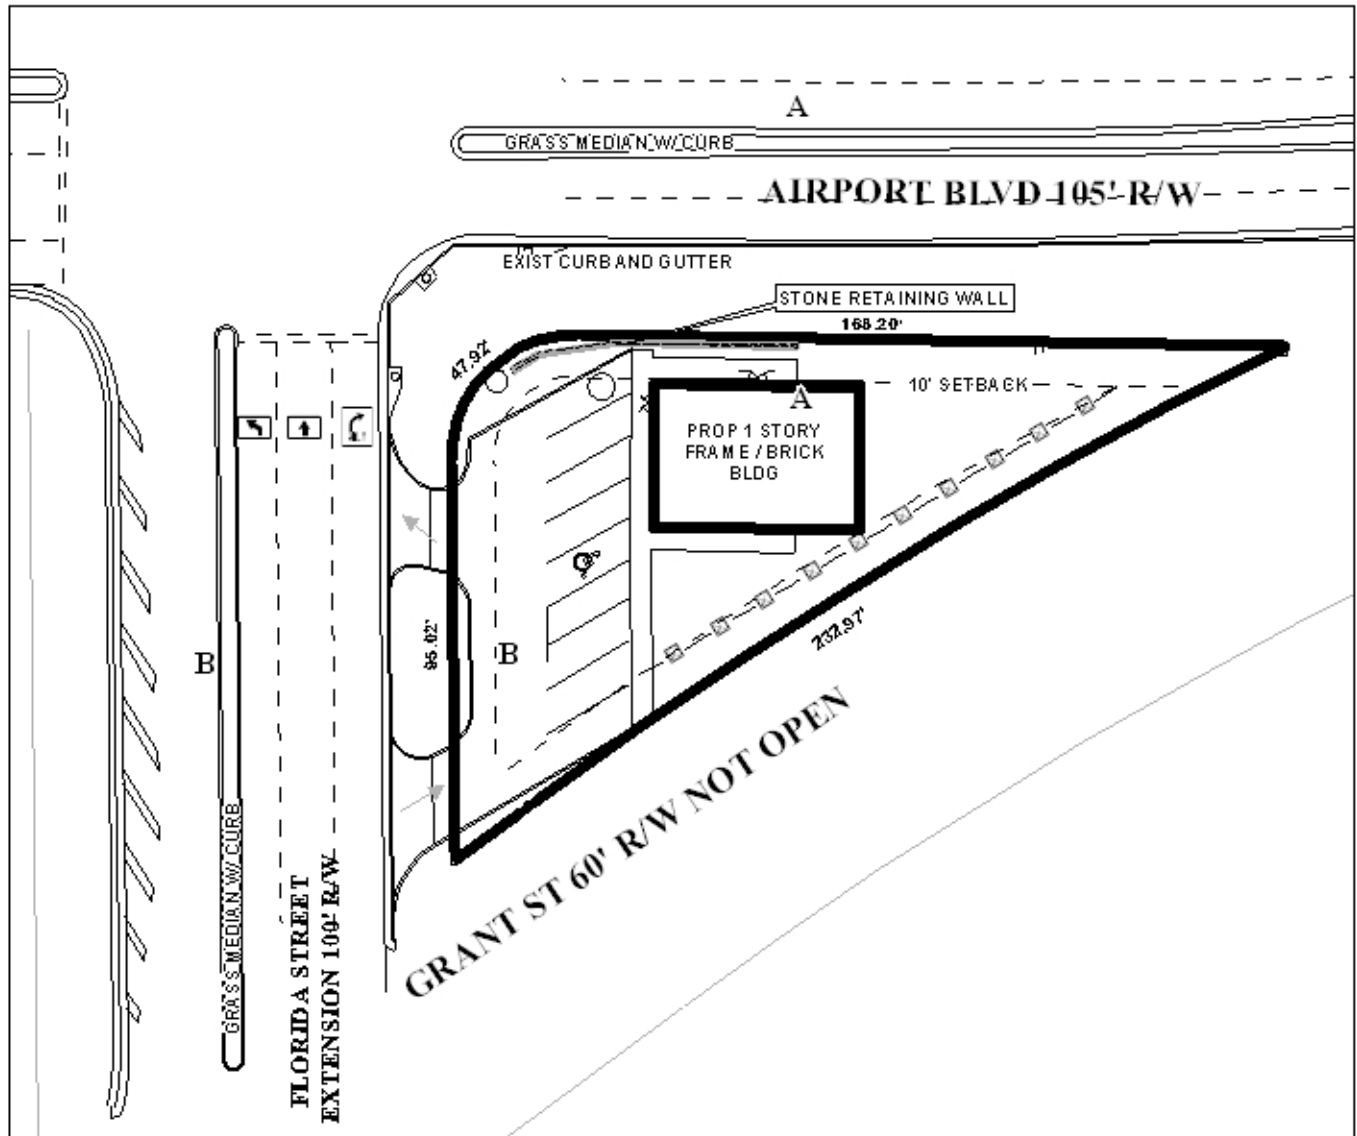 A
GRASS MEDIAN W/ CURB
AIRPORT BLVD 105' R/W
EXIST CURB AND GUTTER
STONE RETAINING WALL
168.20'
47.92'
10' SETBACK
A
PROP 1 STORY
FRAME / BRICK
BLDG
B
B
95.02'
232.97'
GRANT ST 60' R/W NOT OPEN
GRASS MEDIAN W/ CURB
FLORIDA STREET
EXTENSION 100' R/W